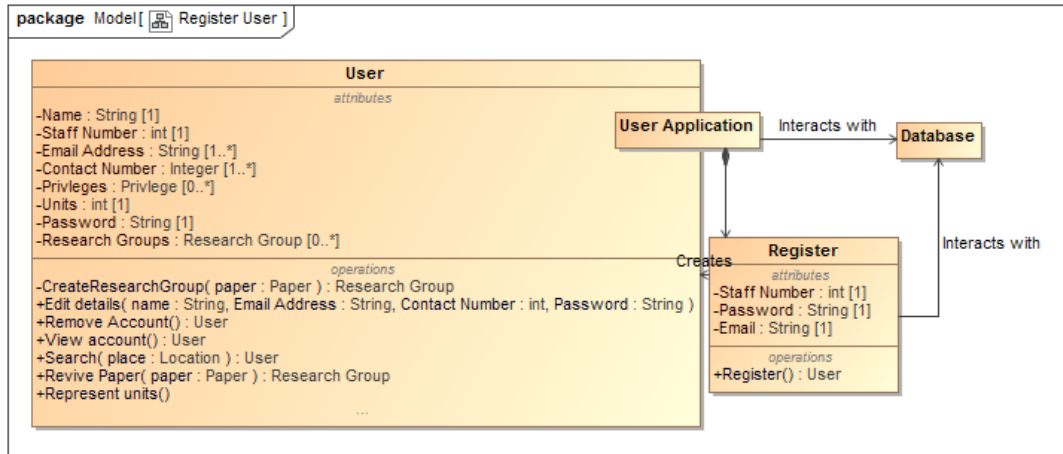 package Model[ Register User ]
User
attributes
-Name : String [1]
-Staff Number : int [1]
-Email Address : String [1..*]
-Contact Number : Integer [1..*]
-Privleges : Privlege [0..*]
-Units : int [1]
-Password : String [1]
-Research Groups : Research Group [0..*]
operations
-CreateResearchGroup( paper : Paper ) : Research Group
+Edit details( name : String, Email Address : String, Contact Number : int, Password : String )
+Remove Account() : User
+View account() : User
+Search( place : Location ) : User
+Revive Paper( paper : Paper ) : Research Group
+Represent units()
...
User Application
Interacts with
Database
Creates
Register
attributes
-Staff Number : int [1]
-Password : String [1]
-Email : String [1]
operations
+Register() : User
Interacts with